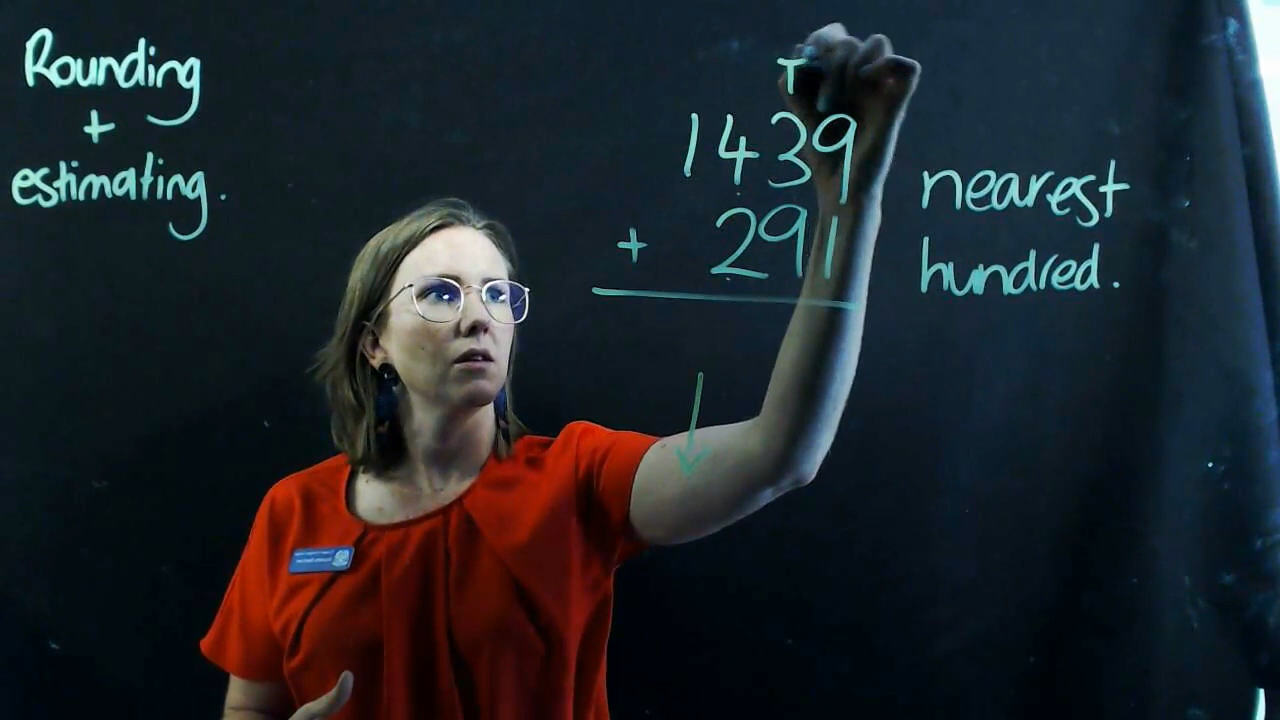 Rounding
+
estimating.
T
1439
+ 291
nearest
hundred.